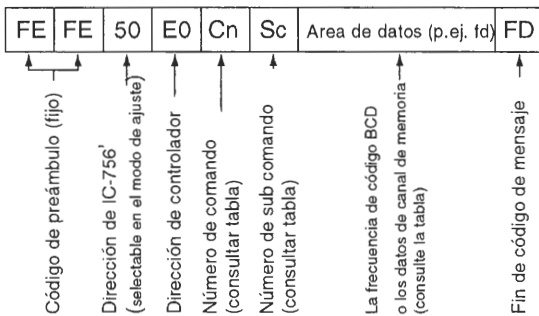 FE FE 50 E0 Cn Sc Area de datos (p.ej. fd) FD
Código de preámbulo (fijo)
Dirección de IC-756'
(selectable en el modo de ajuste)
Dirección de controlador
Número de comando
(consultar tabla)
Número de sub comando
(consultar tabla)
La frecuencia de código BCD
o los datos de canal de memoria
(consulte la tabla)
Fin de código de mensaje